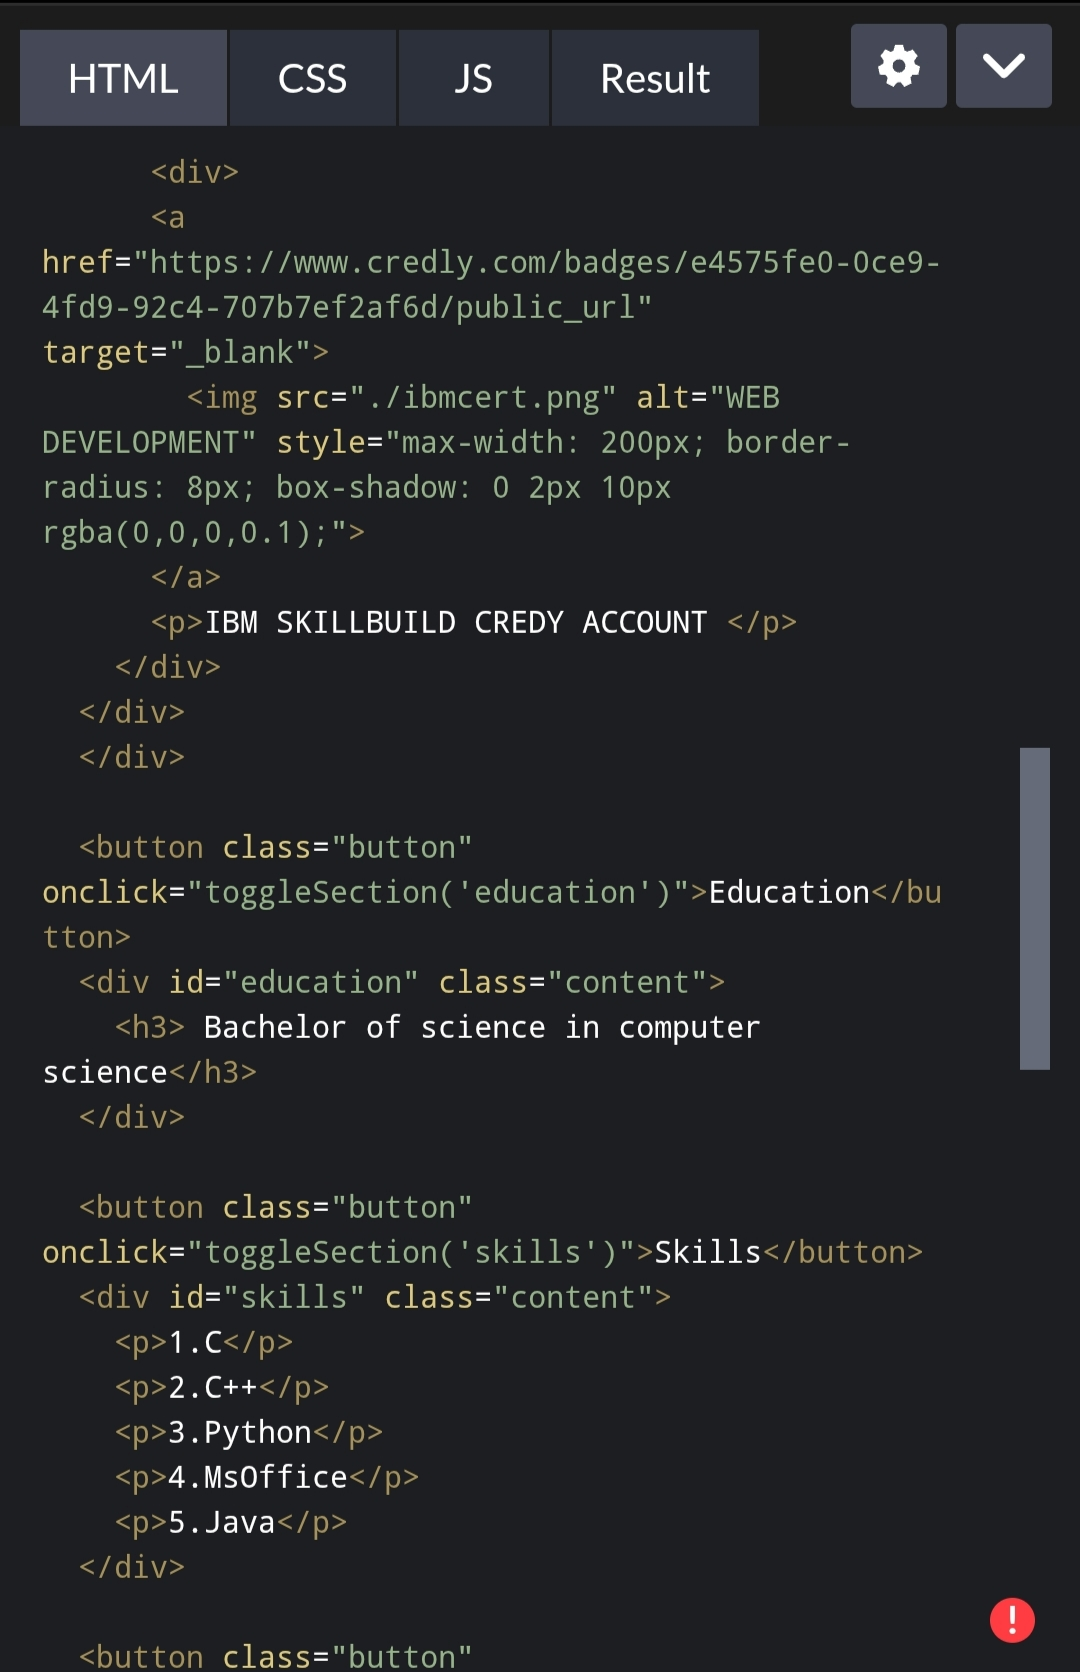 HTML CSS JS Result
<div>
<a
href="https://www.credly.com/badges/e4575fe0-0ce9-
4fd9-92c4-707b7ef2af6d/public_url"
target="_blank">
<img src="./ibmcert.png" alt="WEB
DEVELOPMENT" style="max-width: 200px; border-
radius: 8px; box-shadow: 0 2px 10px
rgba(0,0,0,0.1);">
</a>
<p>IBM SKILLBUILD CREDY ACCOUNT </p>
</div>
</div>
</div>
<button class="button"
onclick="toggleSection('education')">Education</bu
tton>
<div id="education" class="content">
<h3> Bachelor of science in computer
science</h3>
</div>
<button class="button"
onclick="toggleSection('skills')">Skills</button>
<div id="skills" class="content">
<p>1.C</p>
<p>2.C++</p>
<p>3.Python</p>
<p>4.MsOffice</p>
<p>5.Java</p>
</div>
<button class="button"